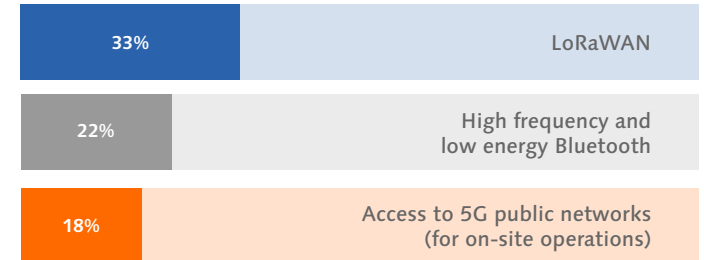 33%
LoRaWAN
22%
High frequency and
low energy Bluetooth
18%
Access to 5G public networks
(for on-site operations)